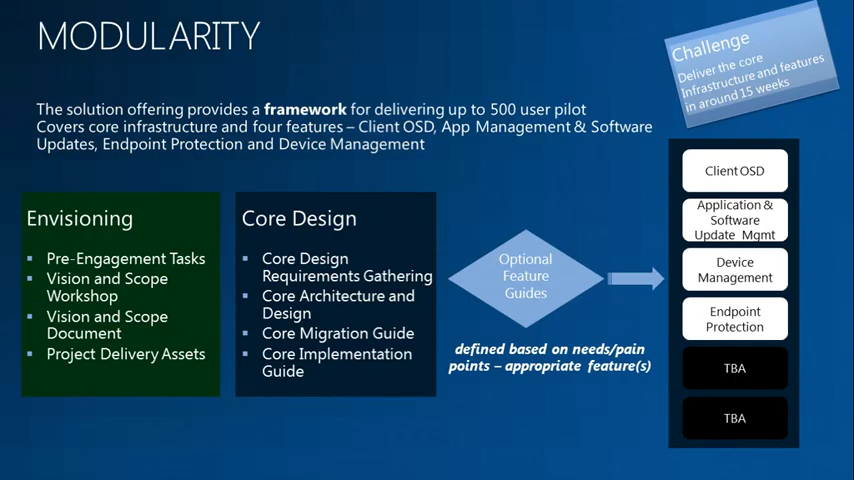 MODULARITY
Challenge
Deliver the core
Infrastructure and features
in around 15 weeks
The solution offering provides a framework for delivering up to 500 user pilot
Covers core infrastructure and four features – Client OSD, App Management & Software
Updates, Endpoint Protection and Device Management
Envisioning
▪ Pre-Engagement Tasks
▪ Vision and Scope
Workshop
▪ Vision and Scope
Document
▪ Project Delivery Assets
Core Design
▪ Core Design
Requirements Gathering
▪ Core Architecture and
Design
▪ Core Migration Guide
▪ Core Implementation
Guide
Optional
Feature
Guides
defined based on needs/pain
points – appropriate feature(s)
Client OSD
Application &
Software
Update Mgmt
Device
Management
Endpoint
Protection
TBA
TBA